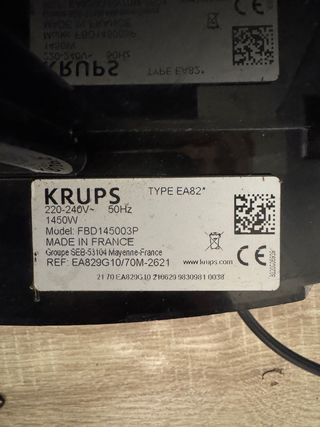 KRUPS
TYPE EA82*
220-240V~ 50Hz
1450W
Model: FBD145003P
MADE IN FRANCE
Groupe SEB-53104 Mayenne-France
REF: EA829G10/70M-2621
www.krups.com